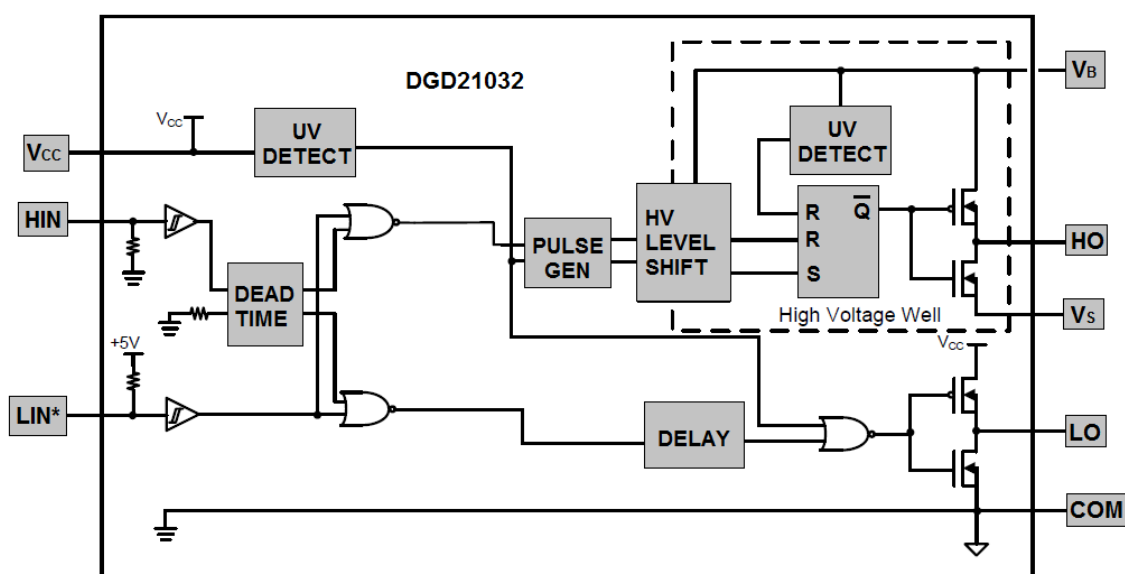 DGD21032
VB
VCC
VCC
UV
DETECT
UV
DETECT
HIN
R
Q
R
S
HV
LEVEL
SHIFT
PULSE
GEN
HO
DEAD
TIME
High Voltage Well
VS
+5V
VCC
LIN*
DELAY
LO
COM